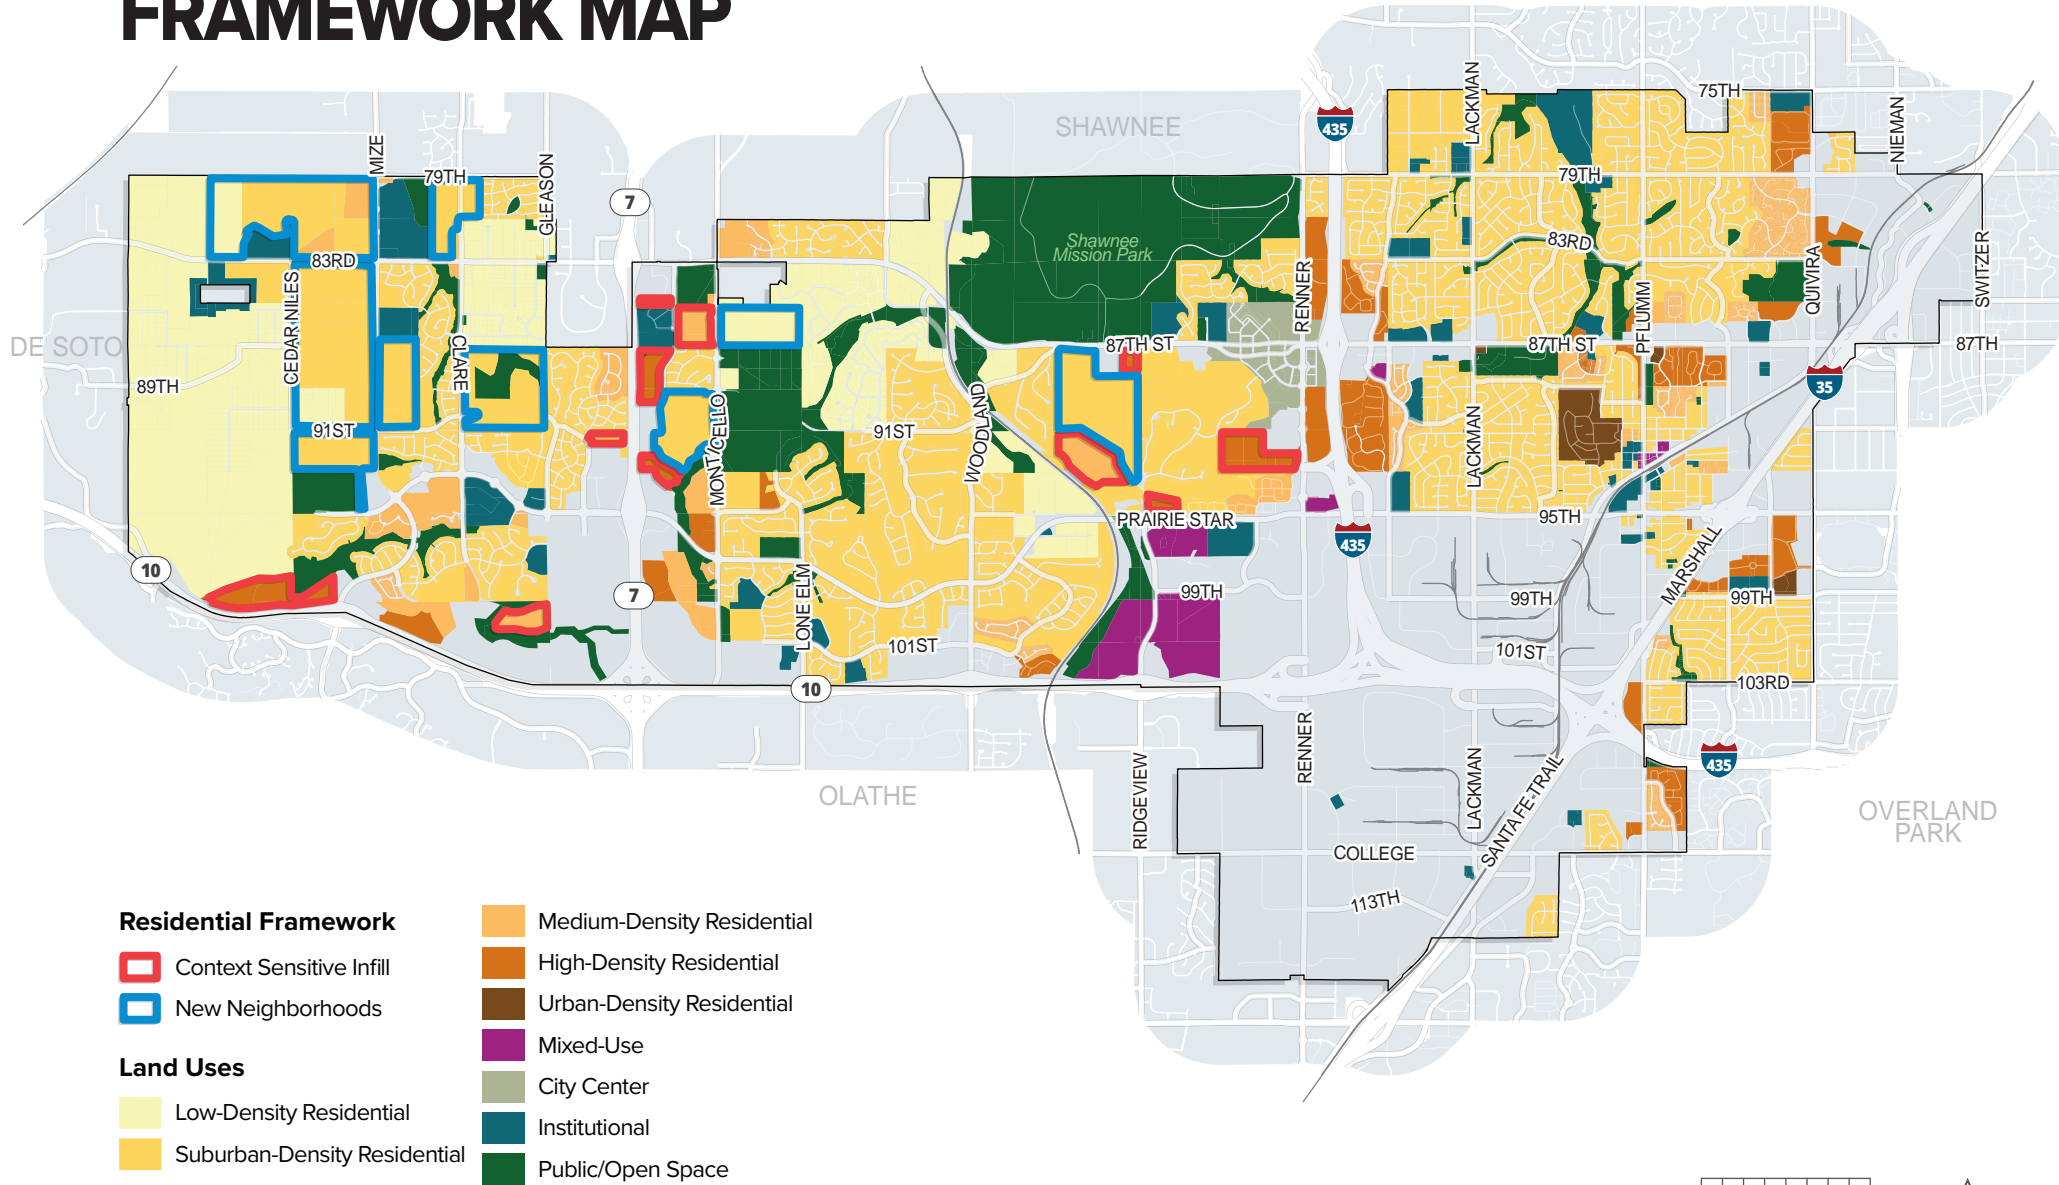 FRAMEWORK MAP
75TH
LACKMAN
NIEMAN
SHAWNEE
435
MIZE
79TH
GLEASON
7
79TH
Shawnee
Mission Park
83RD
83RD
RENNER
QUIVIRA
SWITZER
CEDAR NILES
PFLUMM
DE SOTO
87TH ST
87TH ST
87TH
CLARE
89TH
35
MONTICELLO
WOODLAND
91ST
91ST
LACKMAN
PRAIRIE STAR
95TH
435
10
MARSHALL
7
LONE ELM
99TH
99TH
99TH
101ST
101ST
10
103RD
RENNER
RIDGEVIEW
LACKMAN
SANTA FE TRAIL
435
OLATHE
OVERLAND
PARK
COLLEGE
113TH
Residential Framework
Context Sensitive Infill
New Neighborhoods
Land Uses
Low-Density Residential
Suburban-Density Residential
Medium-Density Residential
High-Density Residential
Urban-Density Residential
Mixed-Use
City Center
Institutional
Public/Open Space